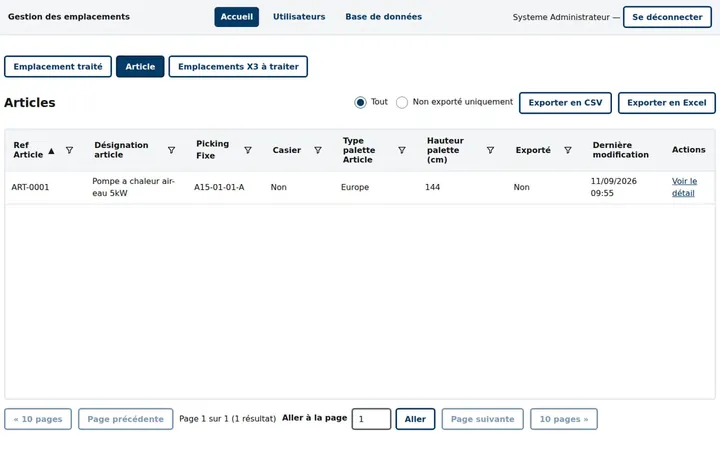 Gestion des emplacements
Accueil
Utilisateurs
Base de données
Systeme Administrateur —
Se déconnecter
Emplacement traité
Article
Emplacements X3 à traiter
Articles
Tout
Non exporté uniquement
Exporter en CSV
Exporter en Excel
Ref
Article ▲
Désignation
article
Picking
Fixe
Casier
Type
palette
Article
Hauteur
palette
(cm)
Exporté
Dernière
modification
Actions
ART-0001
Pompe a chaleur air-
eau 5kW
A15-01-01-A
Non
Europe
144
Non
11/09/2026
09:55
Voir le
détail
« 10 pages
Page précédente
Page 1 sur 1 (1 résultat)
Aller à la page
1
Aller
Page suivante
10 pages »